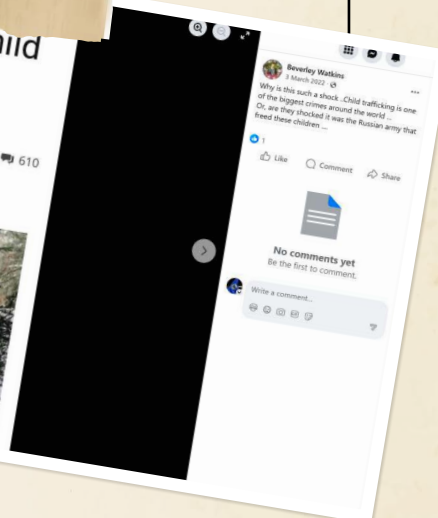 ild
610
Beverley Watkins
3 March 2022
Why is this such a shock ..Child trafficking is one
of the biggest crimes around the world ...
Or, are they shocked it was the Russian army that
freed these children ...
1
Like
Comment
Share
No comments yet
Be the first to comment.
Write a comment...